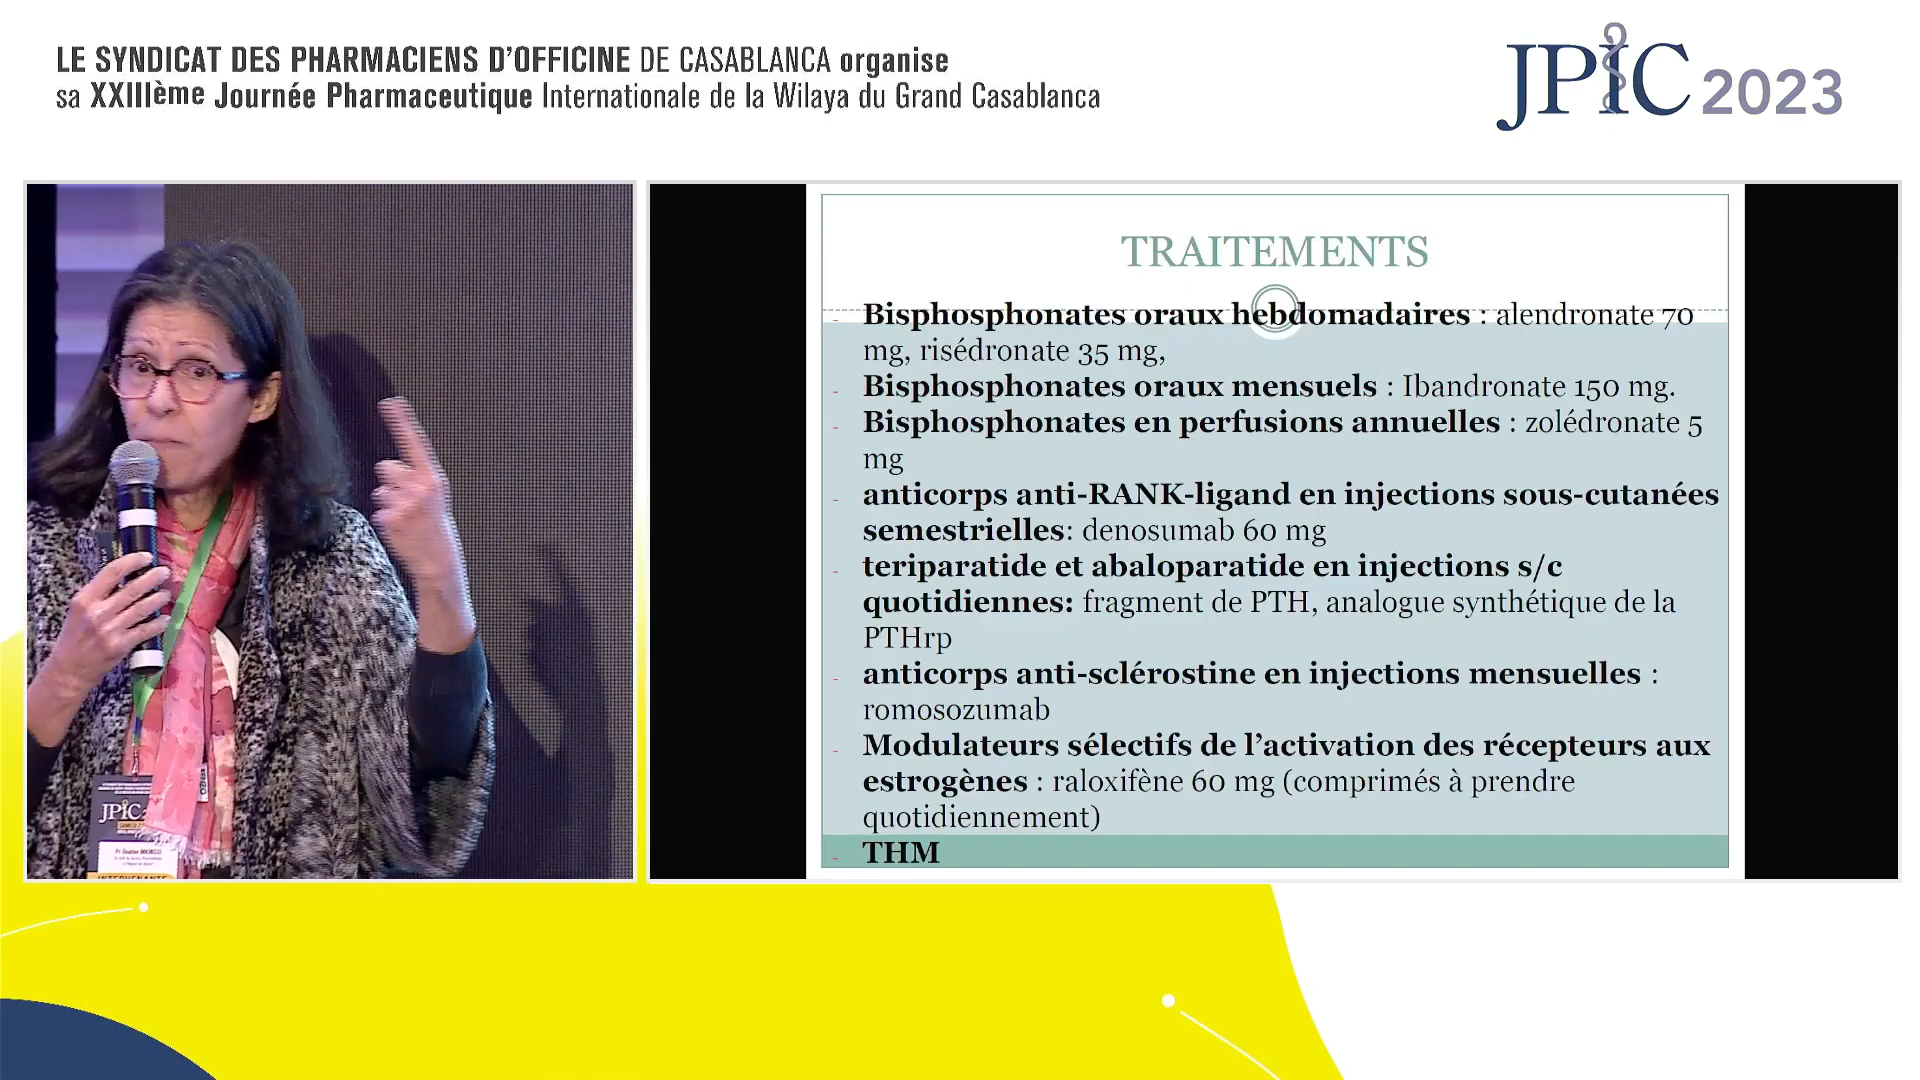 LE SYNDICAT DES PHARMACIENS D'OFFICINE DE CASABLANCA organise
sa XXIIIème Journée Pharmaceutique Internationale de la Wilaya du Grand Casablanca
JPIC 2023
TRAITEMENTS
- Bisphosphonates oraux hebdomadaires : alendronate 70
mg, risédronate 35 mg,
- Bisphosphonates oraux mensuels : Ibandronate 150 mg.
- Bisphosphonates en perfusions annuelles : zolédronate 5
mg
- anticorps anti-RANK-ligand en injections sous-cutanées
semestrielles: denosumab 60 mg
- teriparatide et abaloparatide en injections s/c
quotidiennes: fragment de PTH, analogue synthétique de la
PTHrp
- anticorps anti-sclérostine en injections mensuelles :
romosozumab
- Modulateurs sélectifs de l'activation des récepteurs aux
estrogènes : raloxifène 60 mg (comprimés à prendre
quotidiennement)
- THM
JPIC
INTERVENANTE